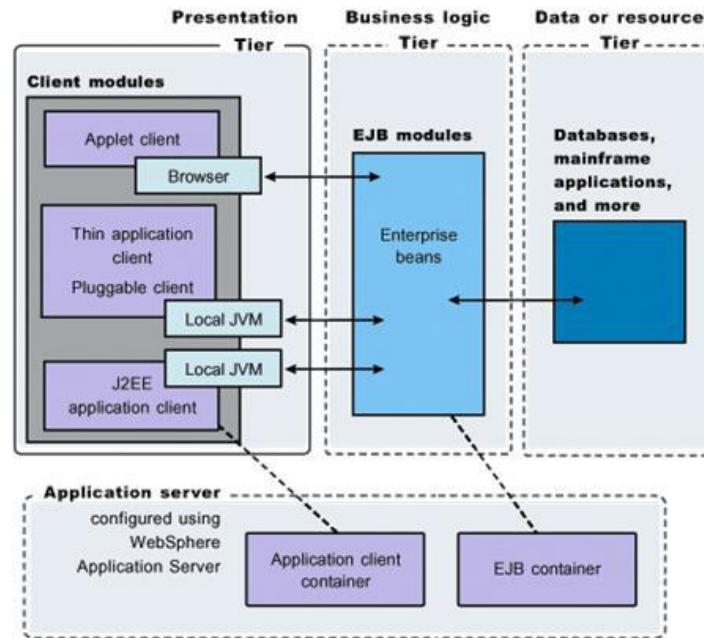 Presentation
Tier
Business logic
Tier
Data or resource
Tier
Client modules
Applet client
Browser
Thin application
client
Pluggable client
Local JVM
Local JVM
J2EE
application client
EJB modules
Enterprise
beans
Databases,
mainframe
applications,
and more
Application server
configured using
WebSphere
Application Server
Application client
container
EJB container